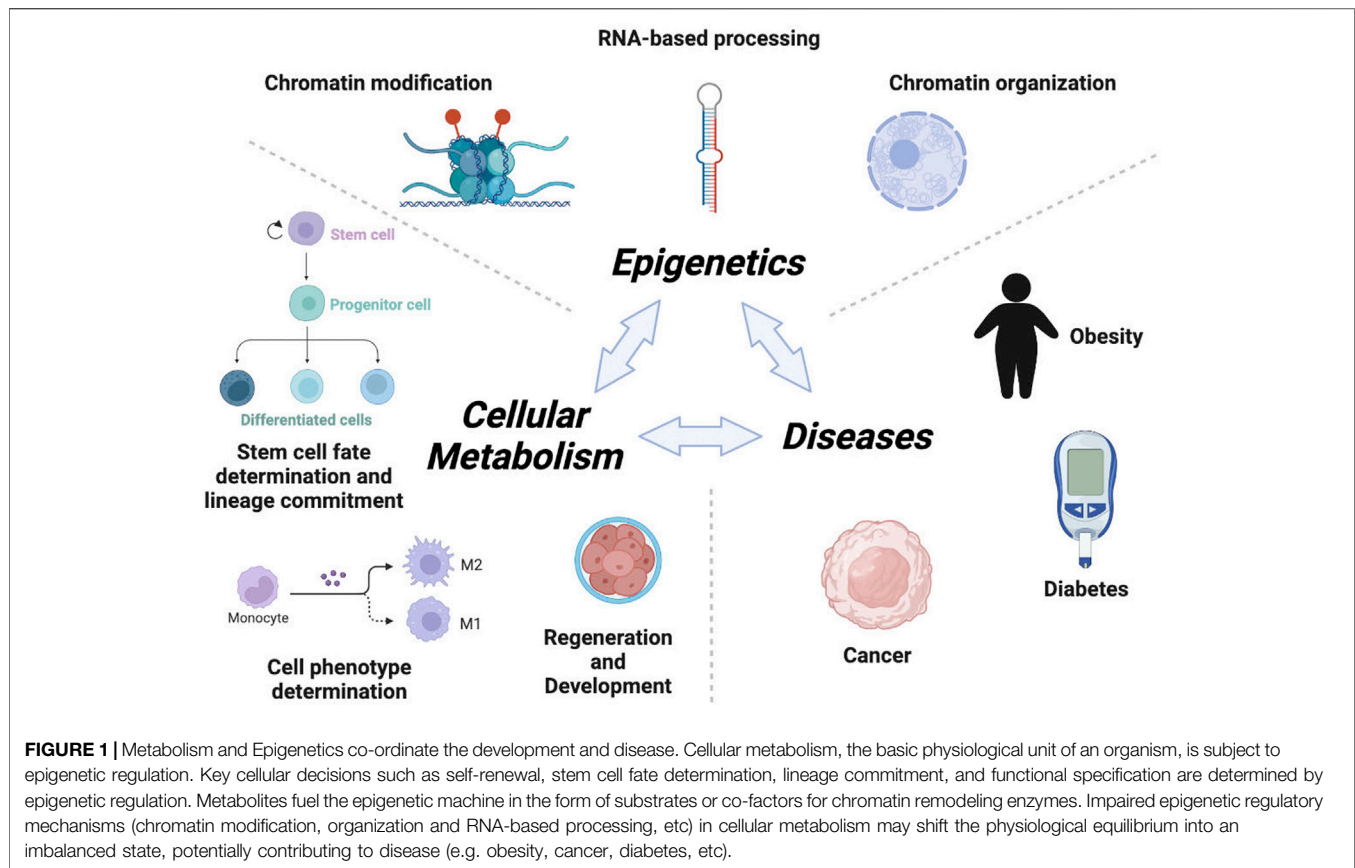 RNA-based processing
Chromatin modification
Chromatin organization
Stem cell
Epigenetics
Progenitor cell
Obesity
Differentiated cells
Cellular
Metabolism
Diseases
Stem cell fate
determination and
lineage commitment
M2
Monocyte
M1
Diabetes
Cell phenotype
determination
Regeneration
and
Development
Cancer
FIGURE 1 | Metabolism and Epigenetics co-ordinate the development and disease. Cellular metabolism, the basic physiological unit of an organism, is subject to
epigenetic regulation. Key cellular decisions such as self-renewal, stem cell fate determination, lineage commitment, and functional specification are determined by
epigenetic regulation. Metabolites fuel the epigenetic machine in the form of substrates or co-factors for chromatin remodeling enzymes. Impaired epigenetic regulatory
mechanisms (chromatin modification, organization and RNA-based processing, etc) in cellular metabolism may shift the physiological equilibrium into an
imbalanced state, potentially contributing to disease (e.g. obesity, cancer, diabetes, etc).